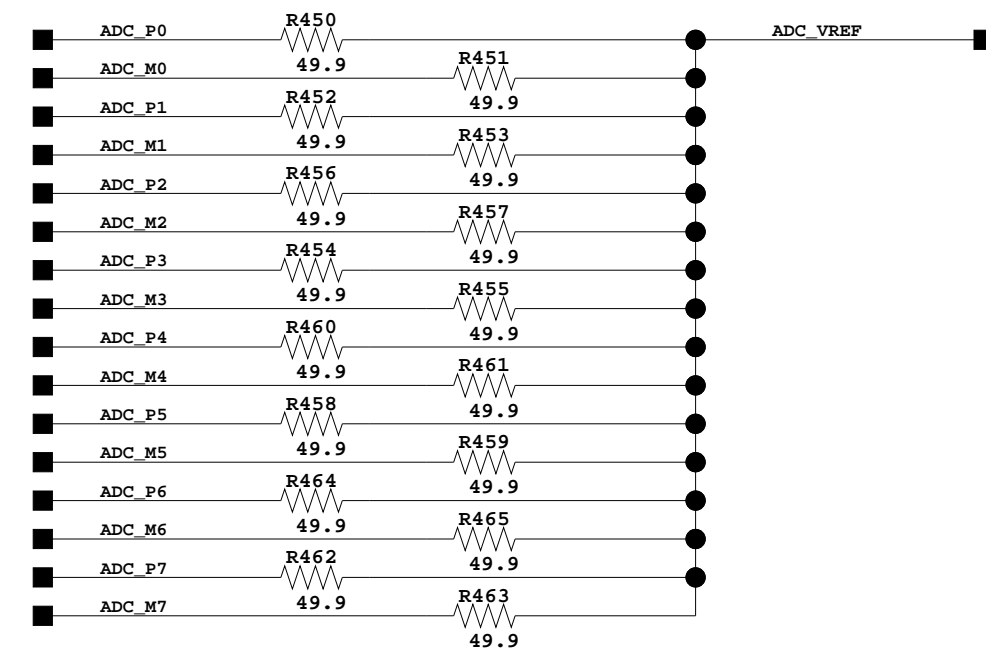 R450
ADC_P0
ADC_VREF
49.9
R451
ADC_M0
49.9
R452
ADC_P1
49.9
R453
ADC_M1
49.9
R456
ADC_P2
49.9
R457
ADC_M2
49.9
R454
ADC_P3
49.9
R455
ADC_M3
49.9
R460
ADC_P4
49.9
R461
ADC_M4
49.9
R458
ADC_P5
49.9
R459
ADC_M5
49.9
R464
ADC_P6
49.9
R465
ADC_M6
49.9
R462
ADC_P7
49.9
R463
ADC_M7
49.9